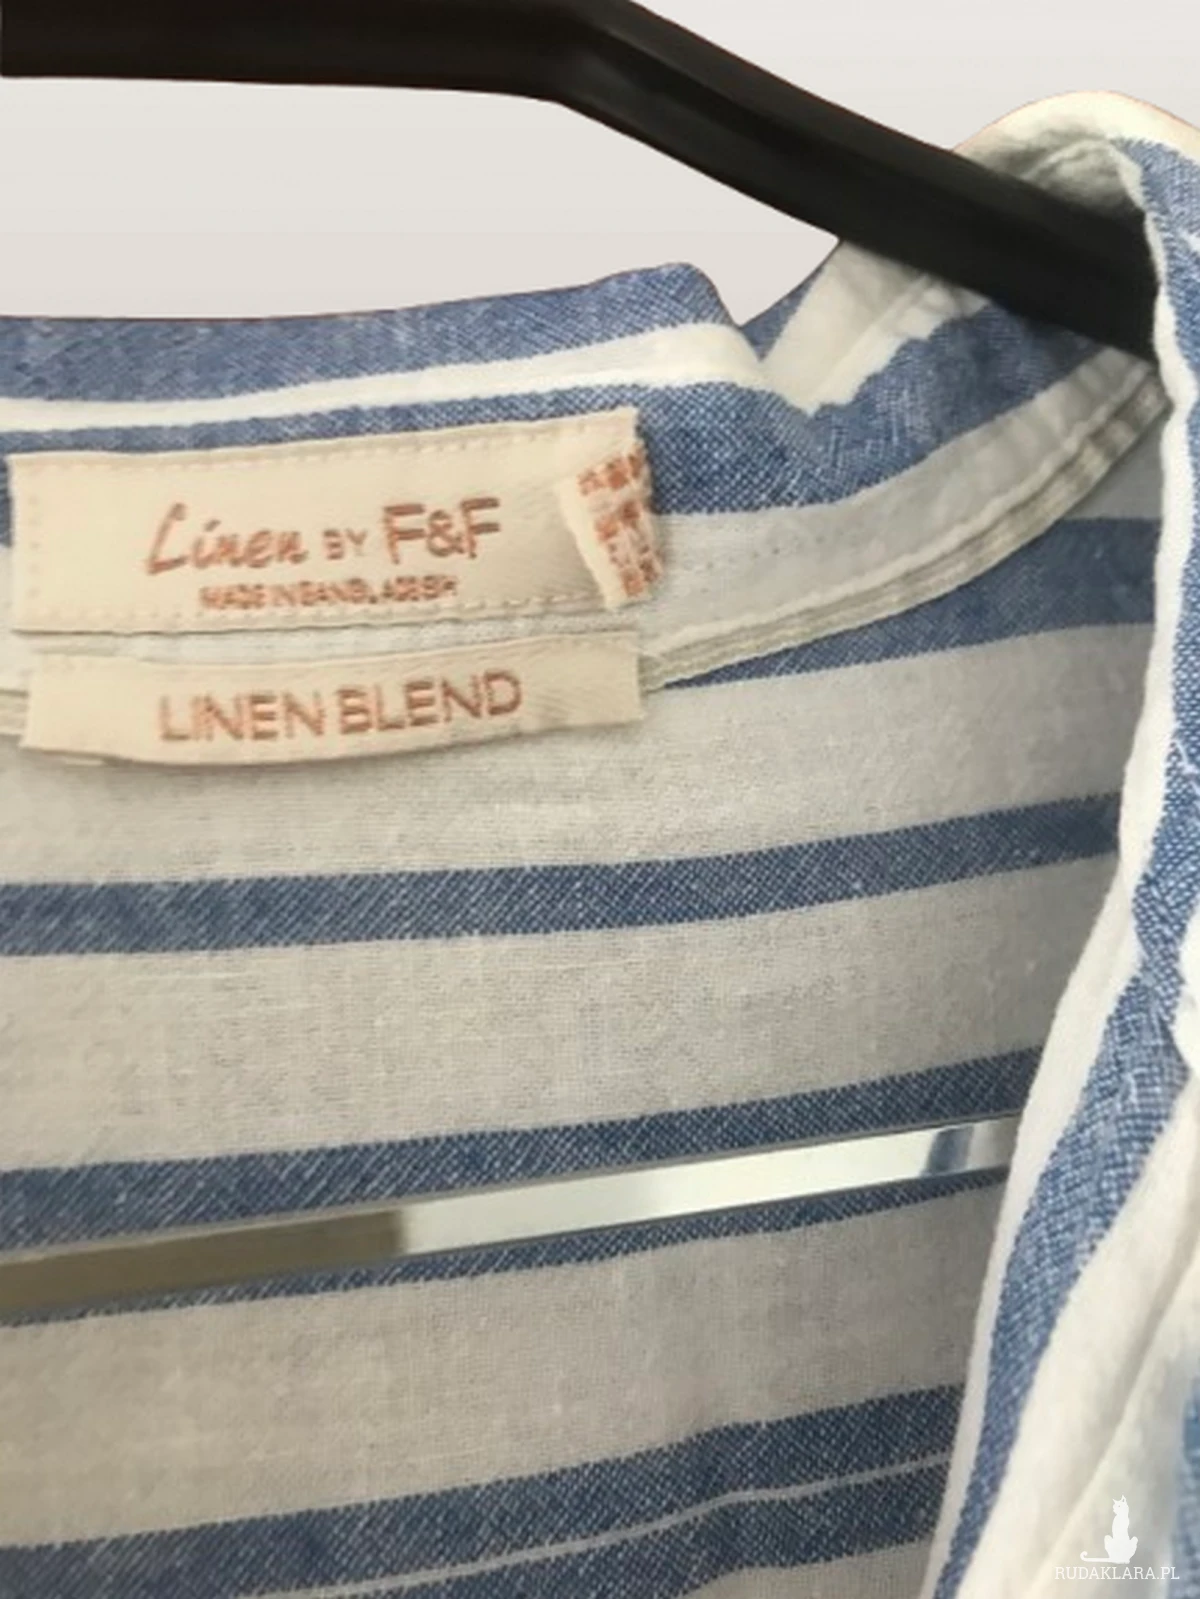 Linen BY F&F
MADE IN BANGLADESH
LINEN BLEND
RUDAKLARA.PL